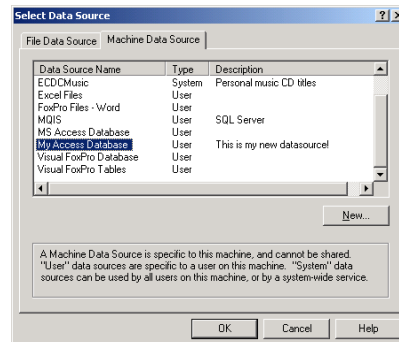 Select Data Source
? x
File Data Source Machine Data Source
Data Source Name Type Description
ECDCMusic System Personal music CD titles
Excel Files User
FoxPro Files - Word User
MQIS User SQL Server
MS Access Database User
My Access Database User This is my new datasource!
Visual FoxPro Database User
Visual FoxPro Tables User
New...
A Machine Data Source is specific to this machine, and cannot be shared.
"User" data sources are specific to a user on this machine. "System" data
sources can be used by all users on this machine, or by a system-wide service.
OK Cancel Help